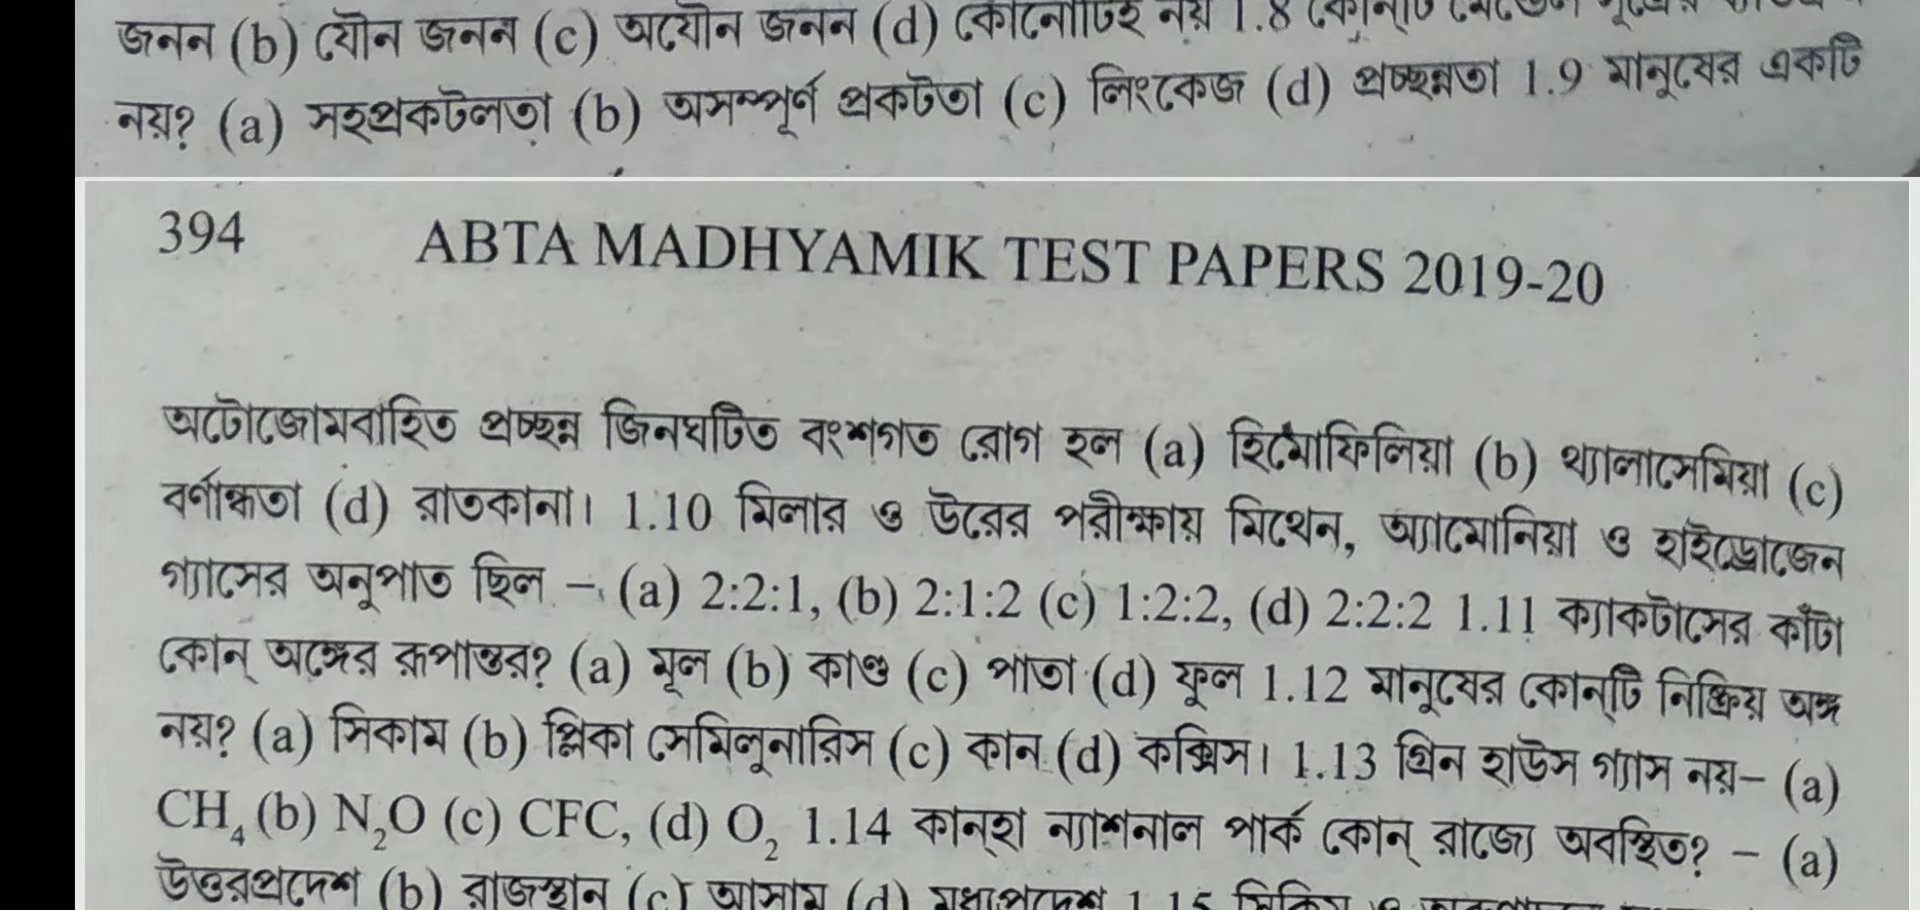 জনন (b) যৌন জনন (c) অযৌন জনন (d) কোনোটিই নয় 1.8 কোন্‌টি মেন্ডেল
নয়? (a) সহপ্রকটলতা (b) অসম্পূর্ণ প্রকটতা (c) লিংকেজ (d) প্রচ্ছন্নতা 1.9 মানুষের একটি
394 ABTA MADHYAMIK TEST PAPERS 2019-20
অটোজোমবাহিত প্রচ্ছন্ন জিনঘটিত বংশগত রোগ হল (a) হিমোফিলিয়া (b) থ্যালাসেমিয়া (c)
বর্ণান্ধতা (d) রাতকানা। 1.10 মিলার ও উরের পরীক্ষায় মিথেন, অ্যামোনিয়া ও হাইড্রোজেন
গ্যাসের অনুপাত ছিল – (a) 2:2:1, (b) 2:1:2 (c) 1:2:2, (d) 2:2:2 1.11 ক্যাকটাসের কাঁটা
কোন্ অঙ্গের রূপান্তর? (a) মূল (b) কাণ্ড (c) পাতা (d) ফুল 1.12 মানুষের কোন্‌টি নিষ্ক্রিয় অঙ্গ
নয়? (a) সিকাম (b) প্লিকা সেমিলুনারিস (c) কান (d) কক্সিস। 1.13 গ্রিন হাউস গ্যাস নয়– (a)
CH₄ (b) N₂O (c) CFC, (d) O₂ 1.14 কান্‌হা ন্যাশনাল পার্ক কোন্ রাজ্যে অবস্থিত? – (a)
উত্তরপ্রদেশ (b) রাজস্থান (c) আসাম (d) মধ্যপ্রদেশ 1.15 সিকিম ও